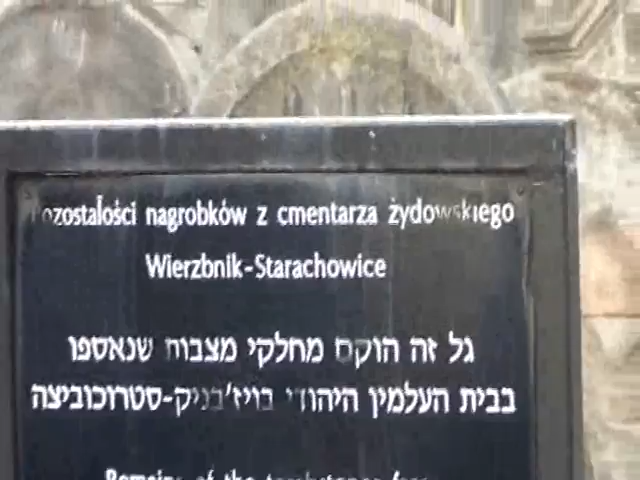 Pozostałości nagrobków z cmentarza żydowskiego
Wierzbnik-Starachowice
גל זה הוקם מחלקי מצבות שנאספו
בבית העלמין היהודי בויז'בניק-סטרוכוביצה
Remains of the tombstones from